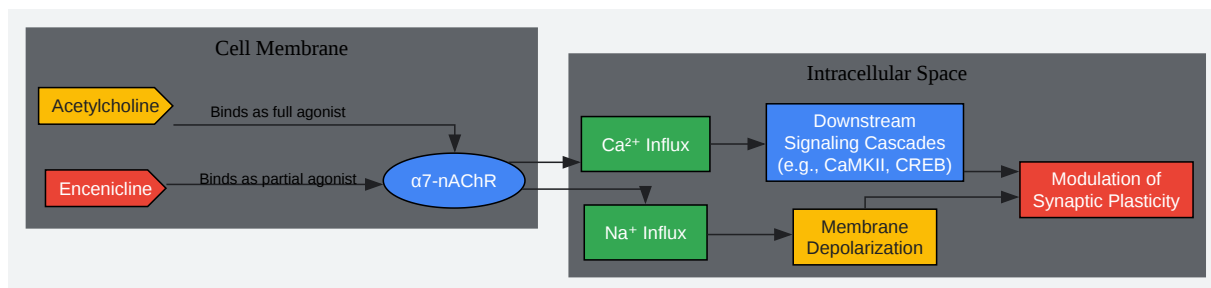 Cell Membrane
Acetylcholine
Binds as full agonist
Encenicline
Binds as partial agonist
α7-nAChR
Intracellular Space
Ca²⁺ Influx
Na⁺ Influx
Downstream
Signaling Cascades
(e.g., CaMKII, CREB)
Membrane
Depolarization
Modulation of
Synaptic Plasticity